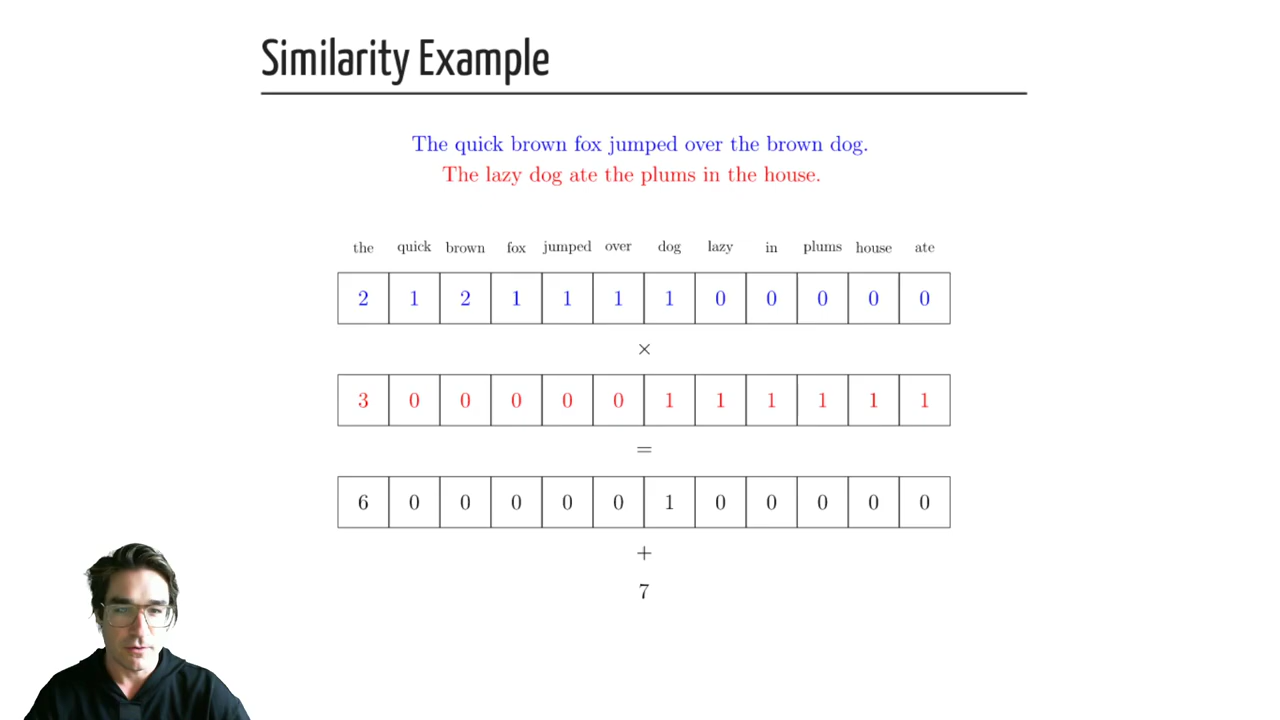 Similarity Example
The quick brown fox jumped over the brown dog.
The lazy dog ate the plums in the house.
the quick brown fox jumped over dog lazy in plums house ate
2 1 2 1 1 1 1 0 0 0 0 0
×
3 0 0 0 0 0 1 1 1 1 1 1
=
6 0 0 0 0 0 1 0 0 0 0 0
+
7